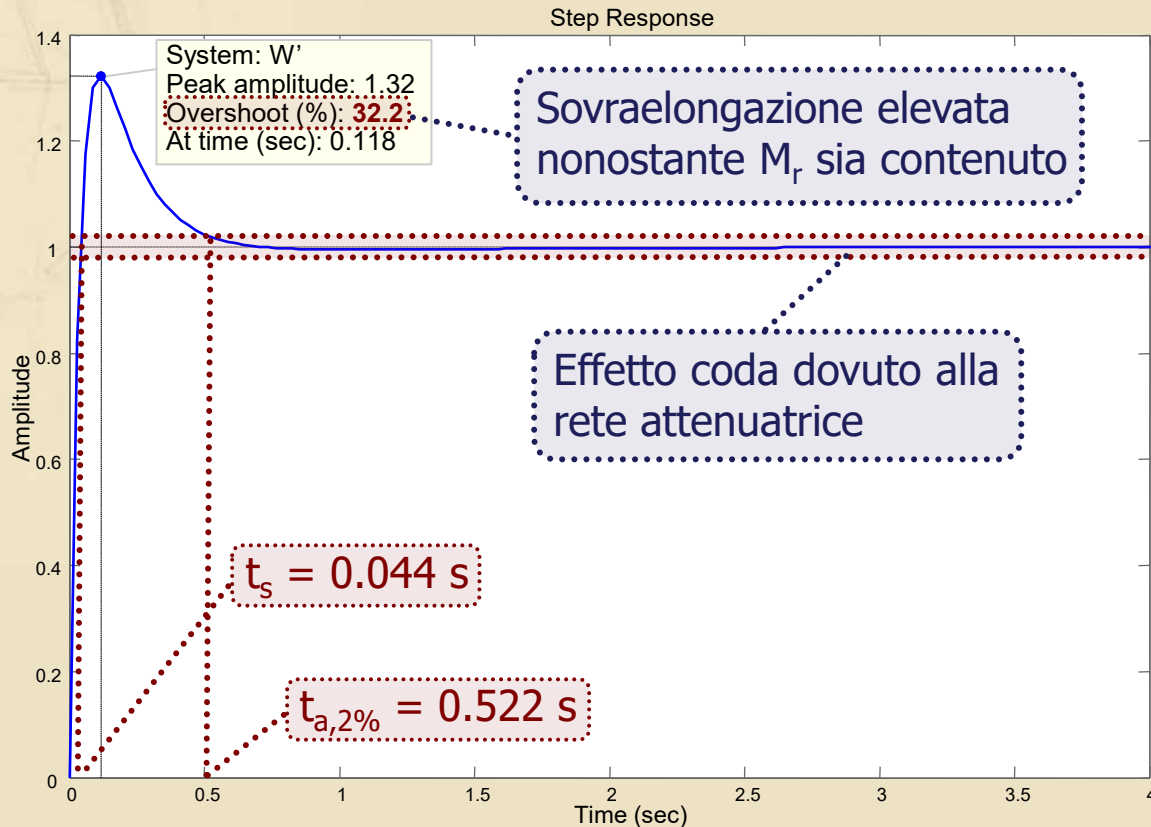 Step Response
1.4
1.2
1
0.8
0.6
0.4
0.2
0
Amplitude
System: W’
Peak amplitude: 1.32
Overshoot (%): 32.2
At time (sec): 0.118
Sovraelongazione elevata
nonostante Mr sia contenuto
Effetto coda dovuto alla
rete attenuatrice
ts = 0.044 s
ta,2% = 0.522 s
0 0.5 1 1.5 2 2.5 3 3.5 4
Time (sec)